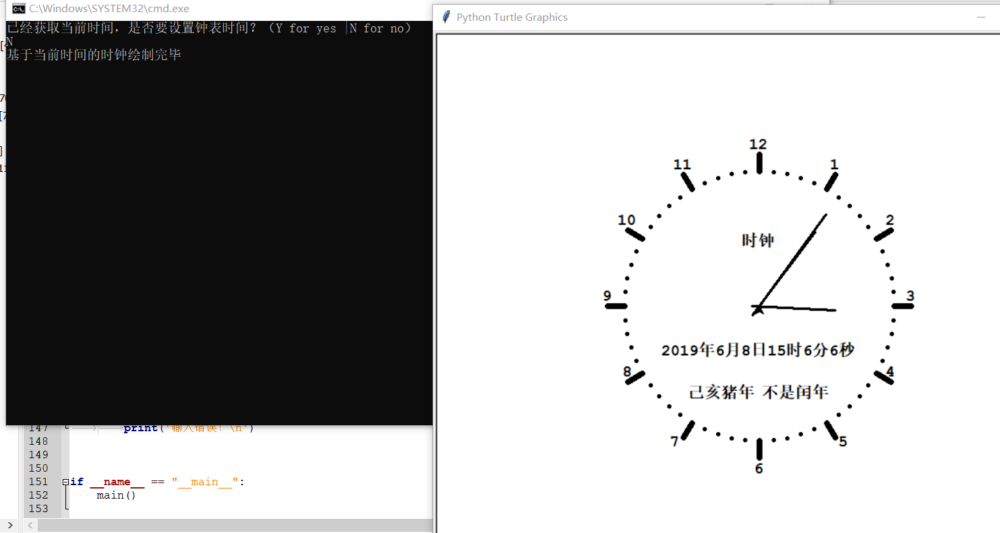 C:\Windows\SYSTEM32\cmd.exe
已经获取当前时间，是否要设置钟表时间？（Y for yes |N for no）
N
基于当前时间的时钟绘制完毕
147 print('输入错误！\n')
148
149
150
151 if __name__ == "__main__":
152 main()
153
Python Turtle Graphics
12
11
1
10
2
时钟
9
3
2019年6月8日15时6分6秒
8
4
己亥猪年 不是闰年
7
5
6